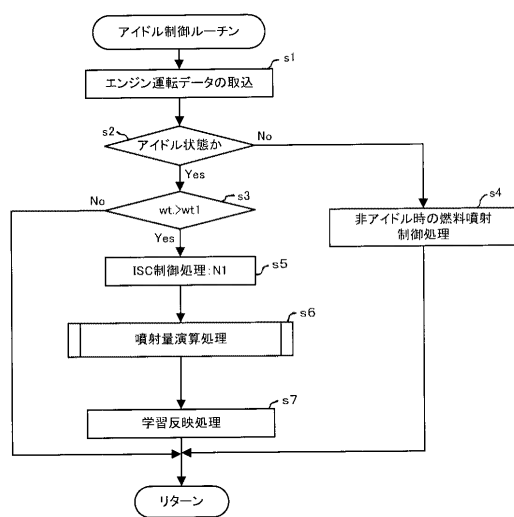 アイドル制御ルーチン
s1
エンジン運転データの取込
s2
アイドル状態か
No
Yes
s3
No
wt.>wt1
s4
非アイドル時の燃料噴射
制御処理
Yes
s5
ISC制御処理:N1
s6
噴射量演算処理
s7
学習反映処理
リターン